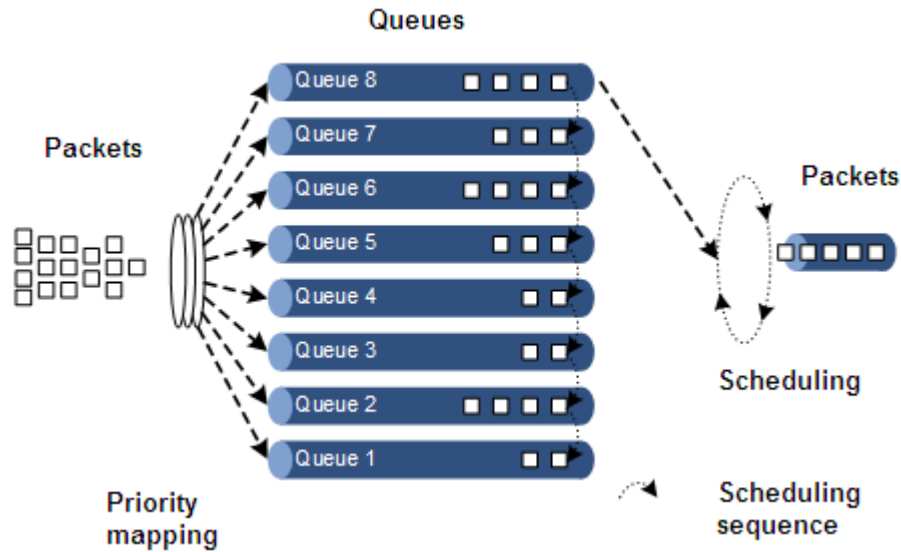 Queues
Packets
Queue 8
Queue 7
Queue 6
Queue 5
Queue 4
Queue 3
Queue 2
Queue 1
Priority
mapping
Packets
Scheduling
Scheduling
sequence